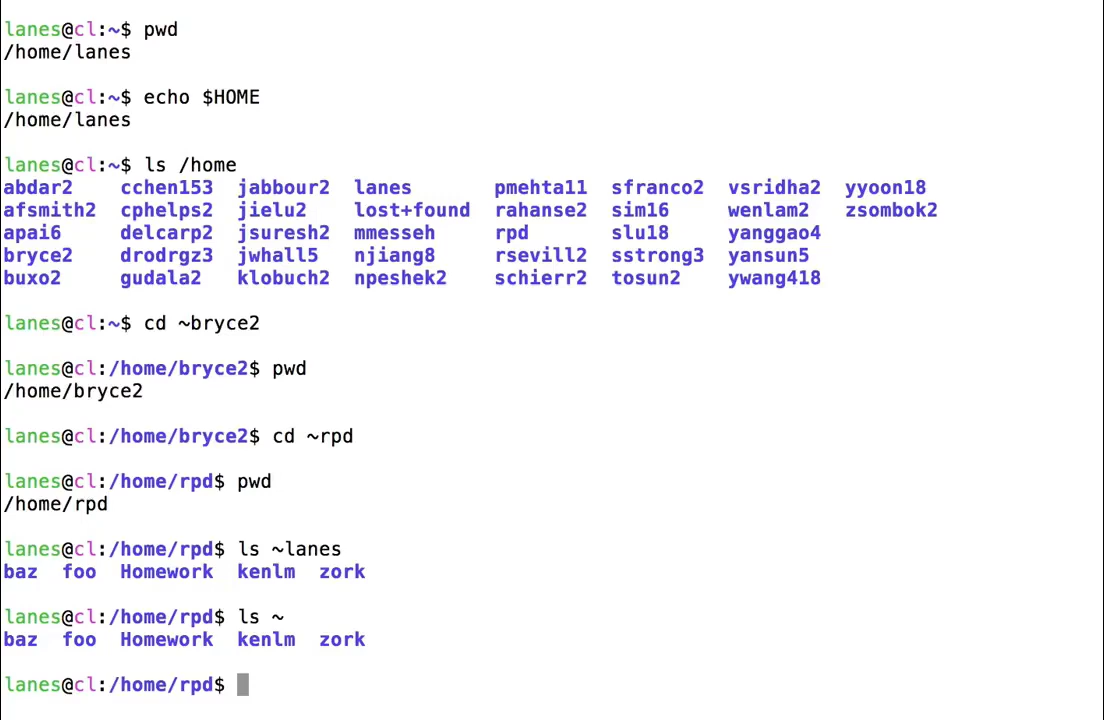 lanes@cl:~$ pwd
/home/lanes
lanes@cl:~$ echo $HOME
/home/lanes
lanes@cl:~$ ls /home
abdar2 cchen153 jabbour2 lanes pmehta11 sfranco2 vsridha2 yyoon18
afsmith2 cphelps2 jielu2 lost+found rahanse2 sim16 wenlam2 zsombok2
apai6 delcarp2 jsuresh2 mmesseh rpd slu18 yanggao4
bryce2 drodrgz3 jwhall5 njiang8 rsevill2 sstrong3 yansun5
buxo2 gudala2 klobuch2 npeshek2 schierr2 tosun2 ywang418
lanes@cl:~$ cd ~bryce2
lanes@cl:/home/bryce2$ pwd
/home/bryce2
lanes@cl:/home/bryce2$ cd ~rpd
lanes@cl:/home/rpd$ pwd
/home/rpd
lanes@cl:/home/rpd$ ls ~lanes
baz foo Homework kenlm zork
lanes@cl:/home/rpd$ ls ~
baz foo Homework kenlm zork
lanes@cl:/home/rpd$